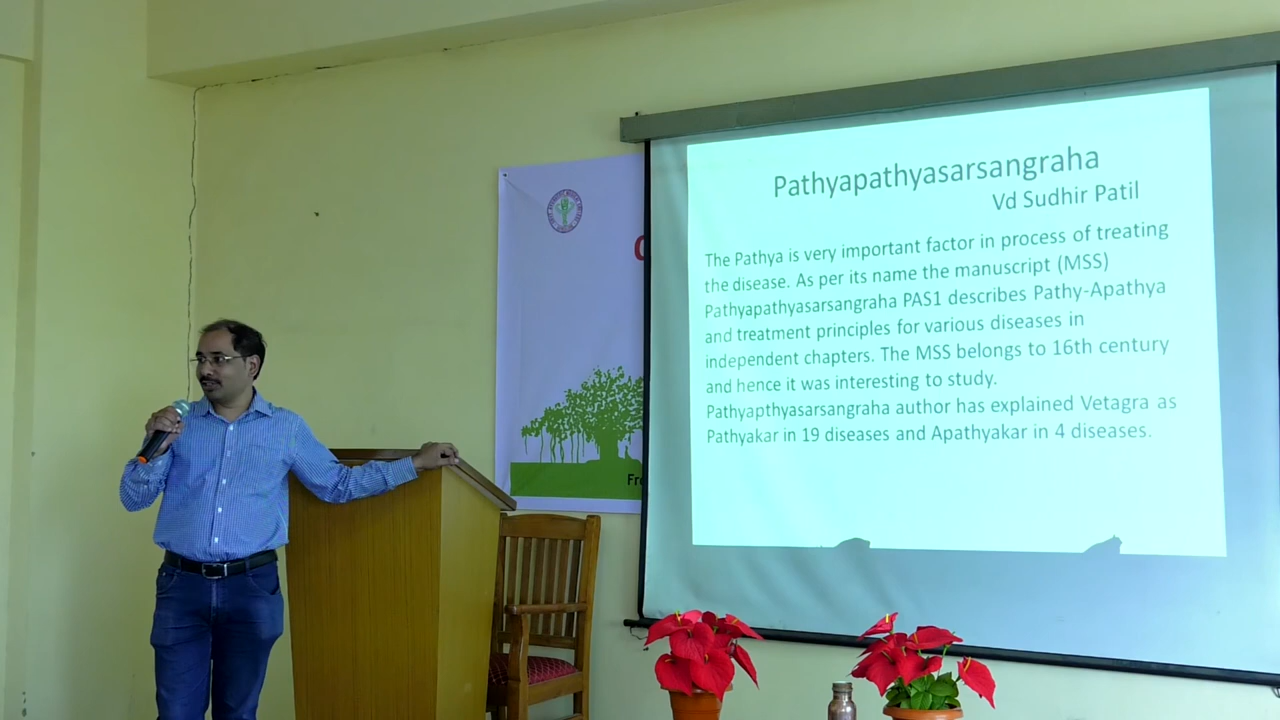 Pathyapathyasarsangraha
Vd Sudhir Patil
The Pathya is very important factor in process of treating
the disease. As per its name the manuscript (MSS)
Pathyapathyasarsangraha PAS1 describes Pathy-Apathya
and treatment principles for various diseases in
independent chapters. The MSS belongs to 16th century
and hence it was interesting to study.
Pathyapthyasarsangraha author has explained Vetagra as
Pathyakar in 19 diseases and Apathyakar in 4 diseases.